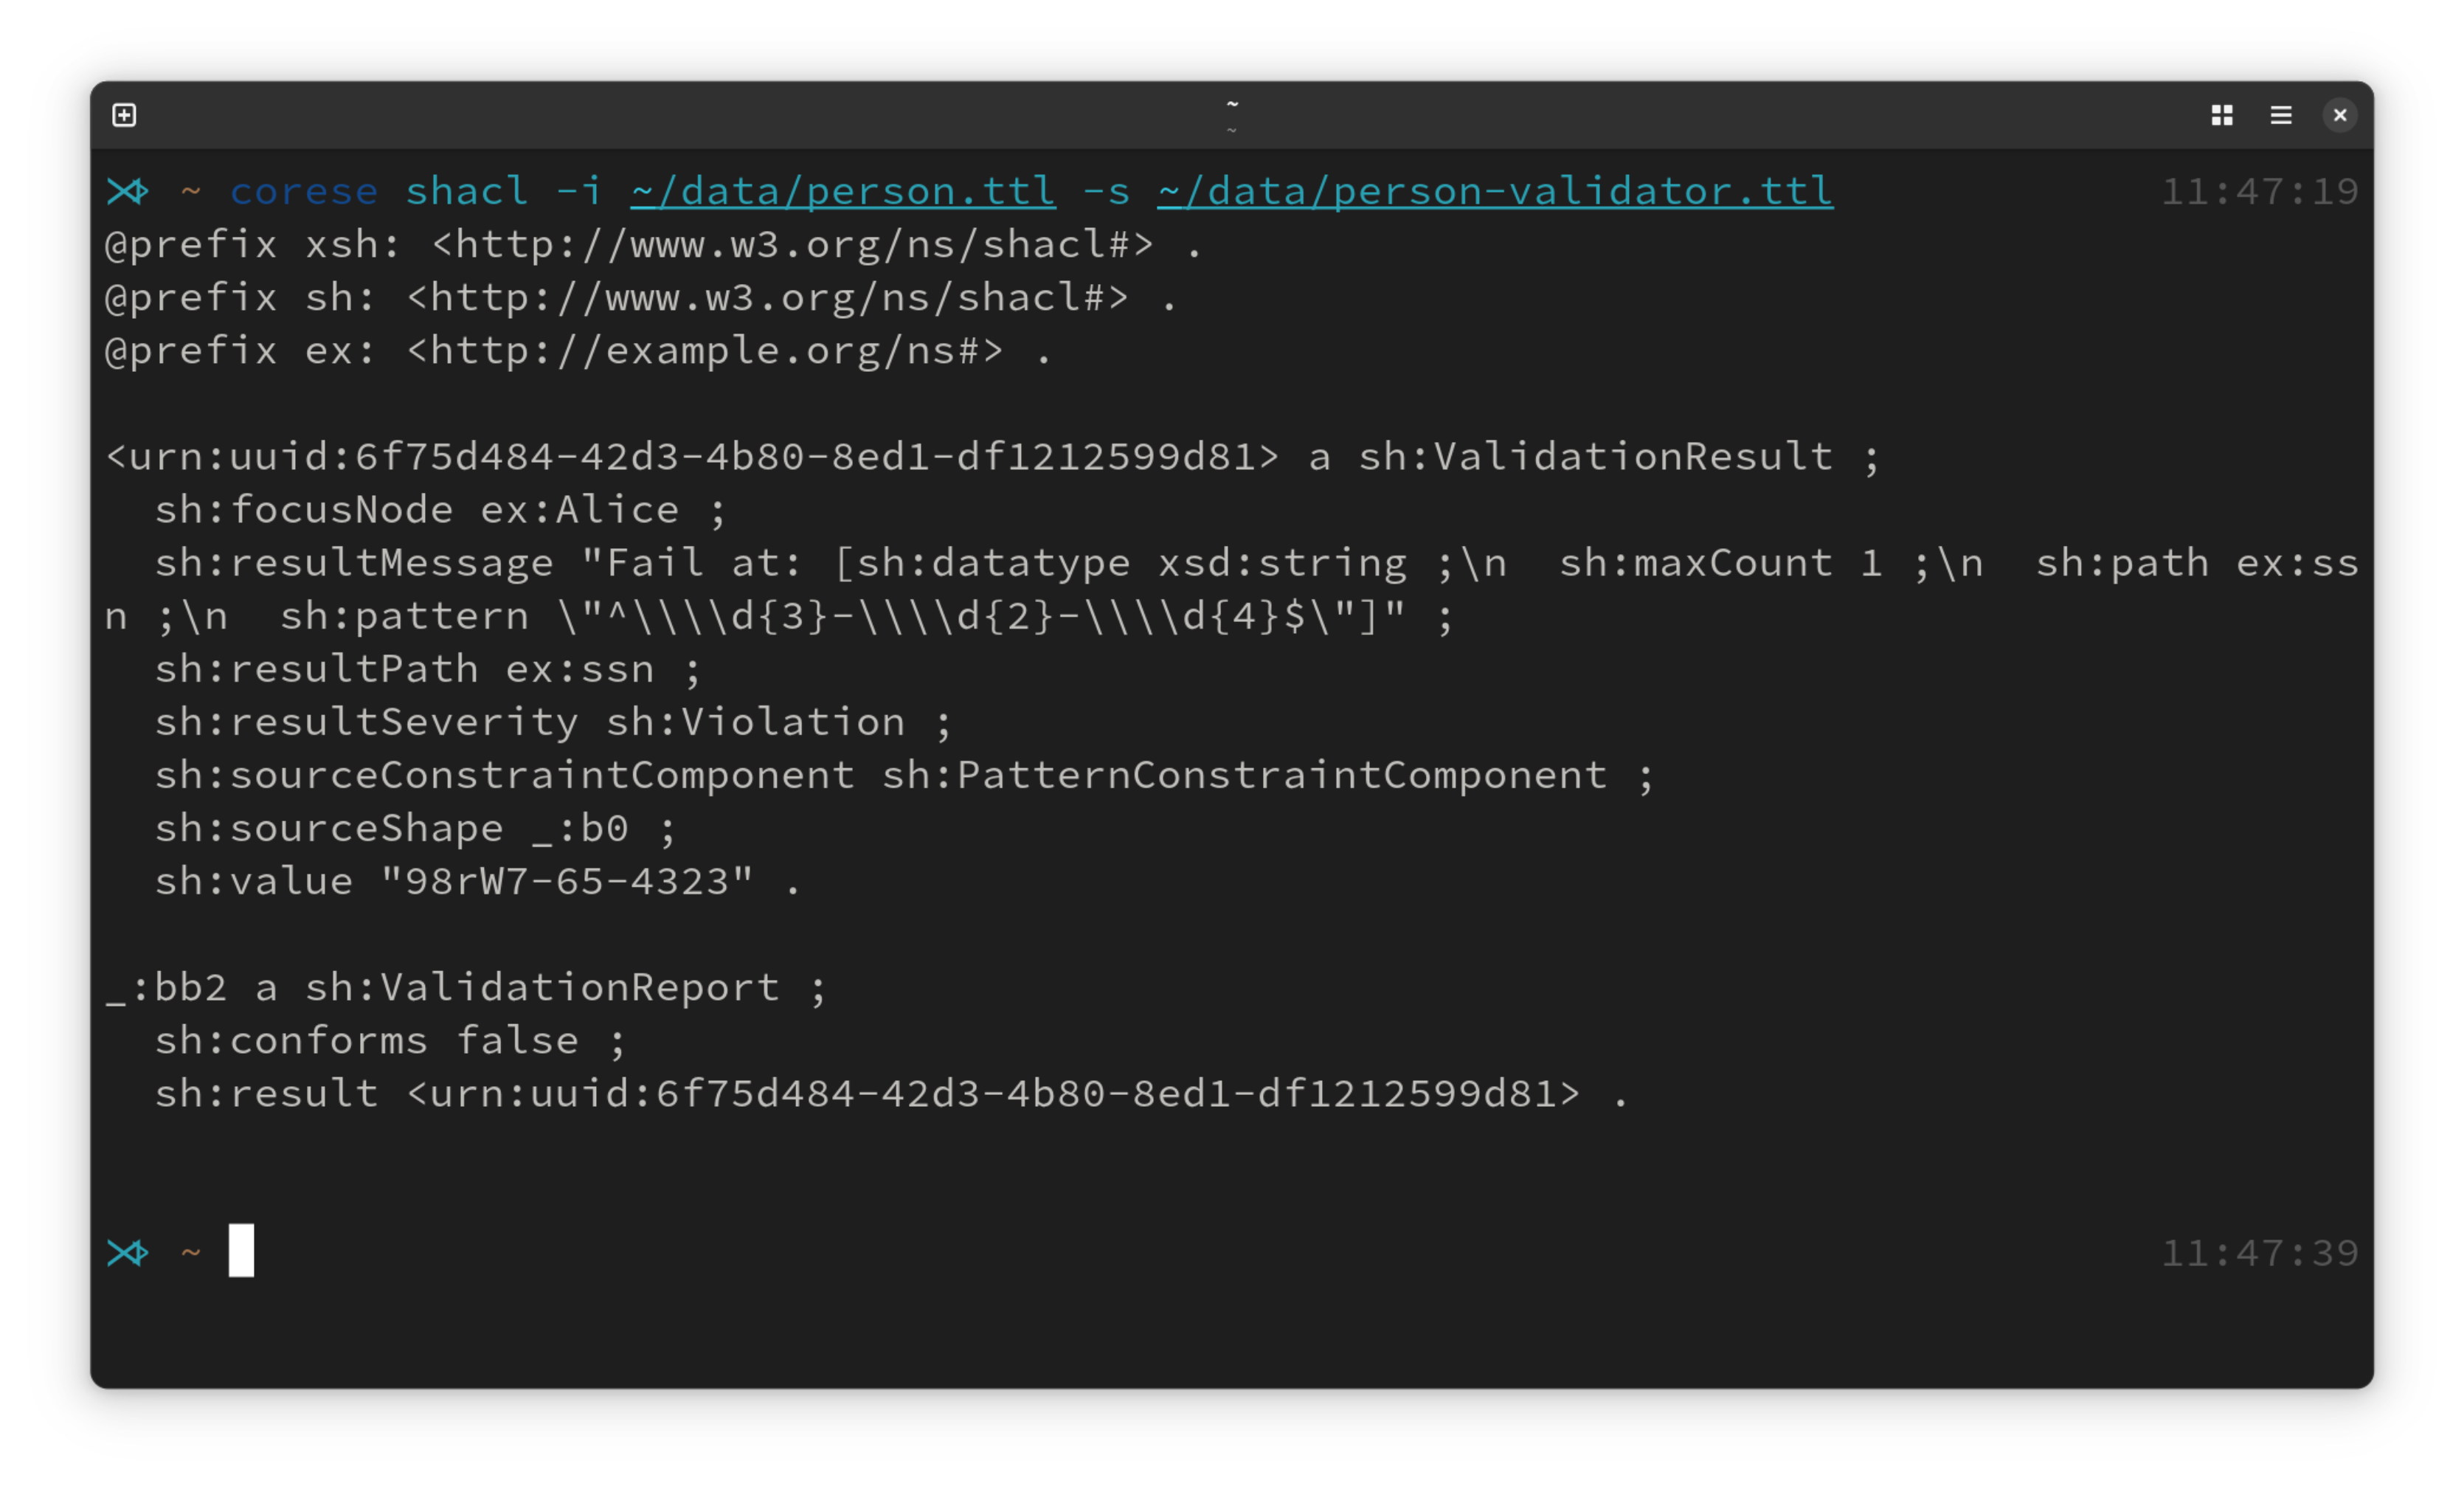 ~
~
~ corese shacl -i ~/data/person.ttl -s ~/data/person-validator.ttl 11:47:19
@prefix xsh: <http://www.w3.org/ns/shacl#> .
@prefix sh: <http://www.w3.org/ns/shacl#> .
@prefix ex: <http://example.org/ns#> .

<urn:uuid:6f75d484-42d3-4b80-8ed1-df1212599d81> a sh:ValidationResult ;
  sh:focusNode ex:Alice ;
  sh:resultMessage "Fail at: [sh:datatype xsd:string ;\n  sh:maxCount 1 ;\n  sh:path ex:ss
n ;\n  sh:pattern \"^\\\\d{3}-\\\\d{2}-\\\\d{4}$\"]" ;
  sh:resultPath ex:ssn ;
  sh:resultSeverity sh:Violation ;
  sh:sourceConstraintComponent sh:PatternConstraintComponent ;
  sh:sourceShape _:b0 ;
  sh:value "98rW7-65-4323" .

_:bb2 a sh:ValidationReport ;
  sh:conforms false ;
  sh:result <urn:uuid:6f75d484-42d3-4b80-8ed1-df1212599d81> .

~ 11:47:39